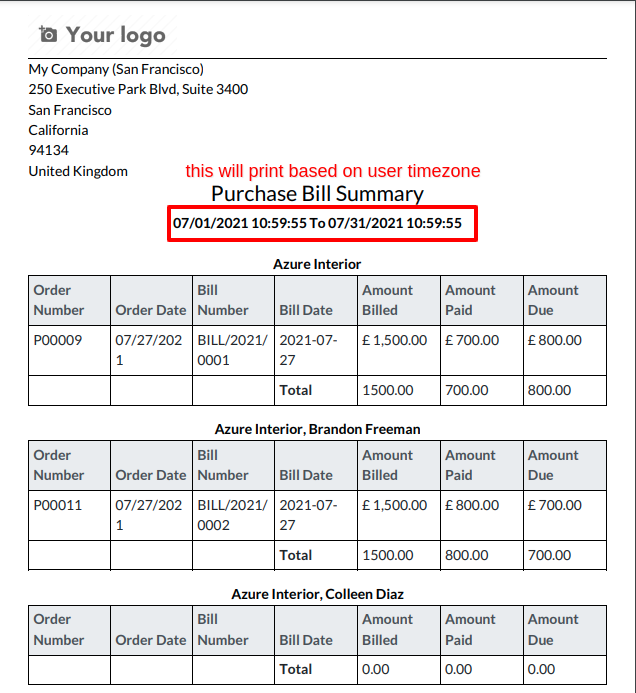 Your logo
My Company (San Francisco)
250 Executive Park Blvd, Suite 3400
San Francisco
California
94134
United Kingdom
this will print based on user timezone
Purchase Bill Summary
07/01/2021 10:59:55 To 07/31/2021 10:59:55
Azure Interior
Order Number Order Date Bill Number Bill Date Amount Billed Amount Paid Amount Due
P00009 07/27/2021 BILL/2021/0001 2021-07-27 £ 1,500.00 £ 700.00 £ 800.00
Total 1500.00 700.00 800.00
Azure Interior, Brandon Freeman
Order Number Order Date Bill Number Bill Date Amount Billed Amount Paid Amount Due
P00011 07/27/2021 BILL/2021/0002 2021-07-27 £ 1,500.00 £ 800.00 £ 700.00
Total 1500.00 800.00 700.00
Azure Interior, Colleen Diaz
Order Number Order Date Bill Number Bill Date Amount Billed Amount Paid Amount Due
Total 0.00 0.00 0.00